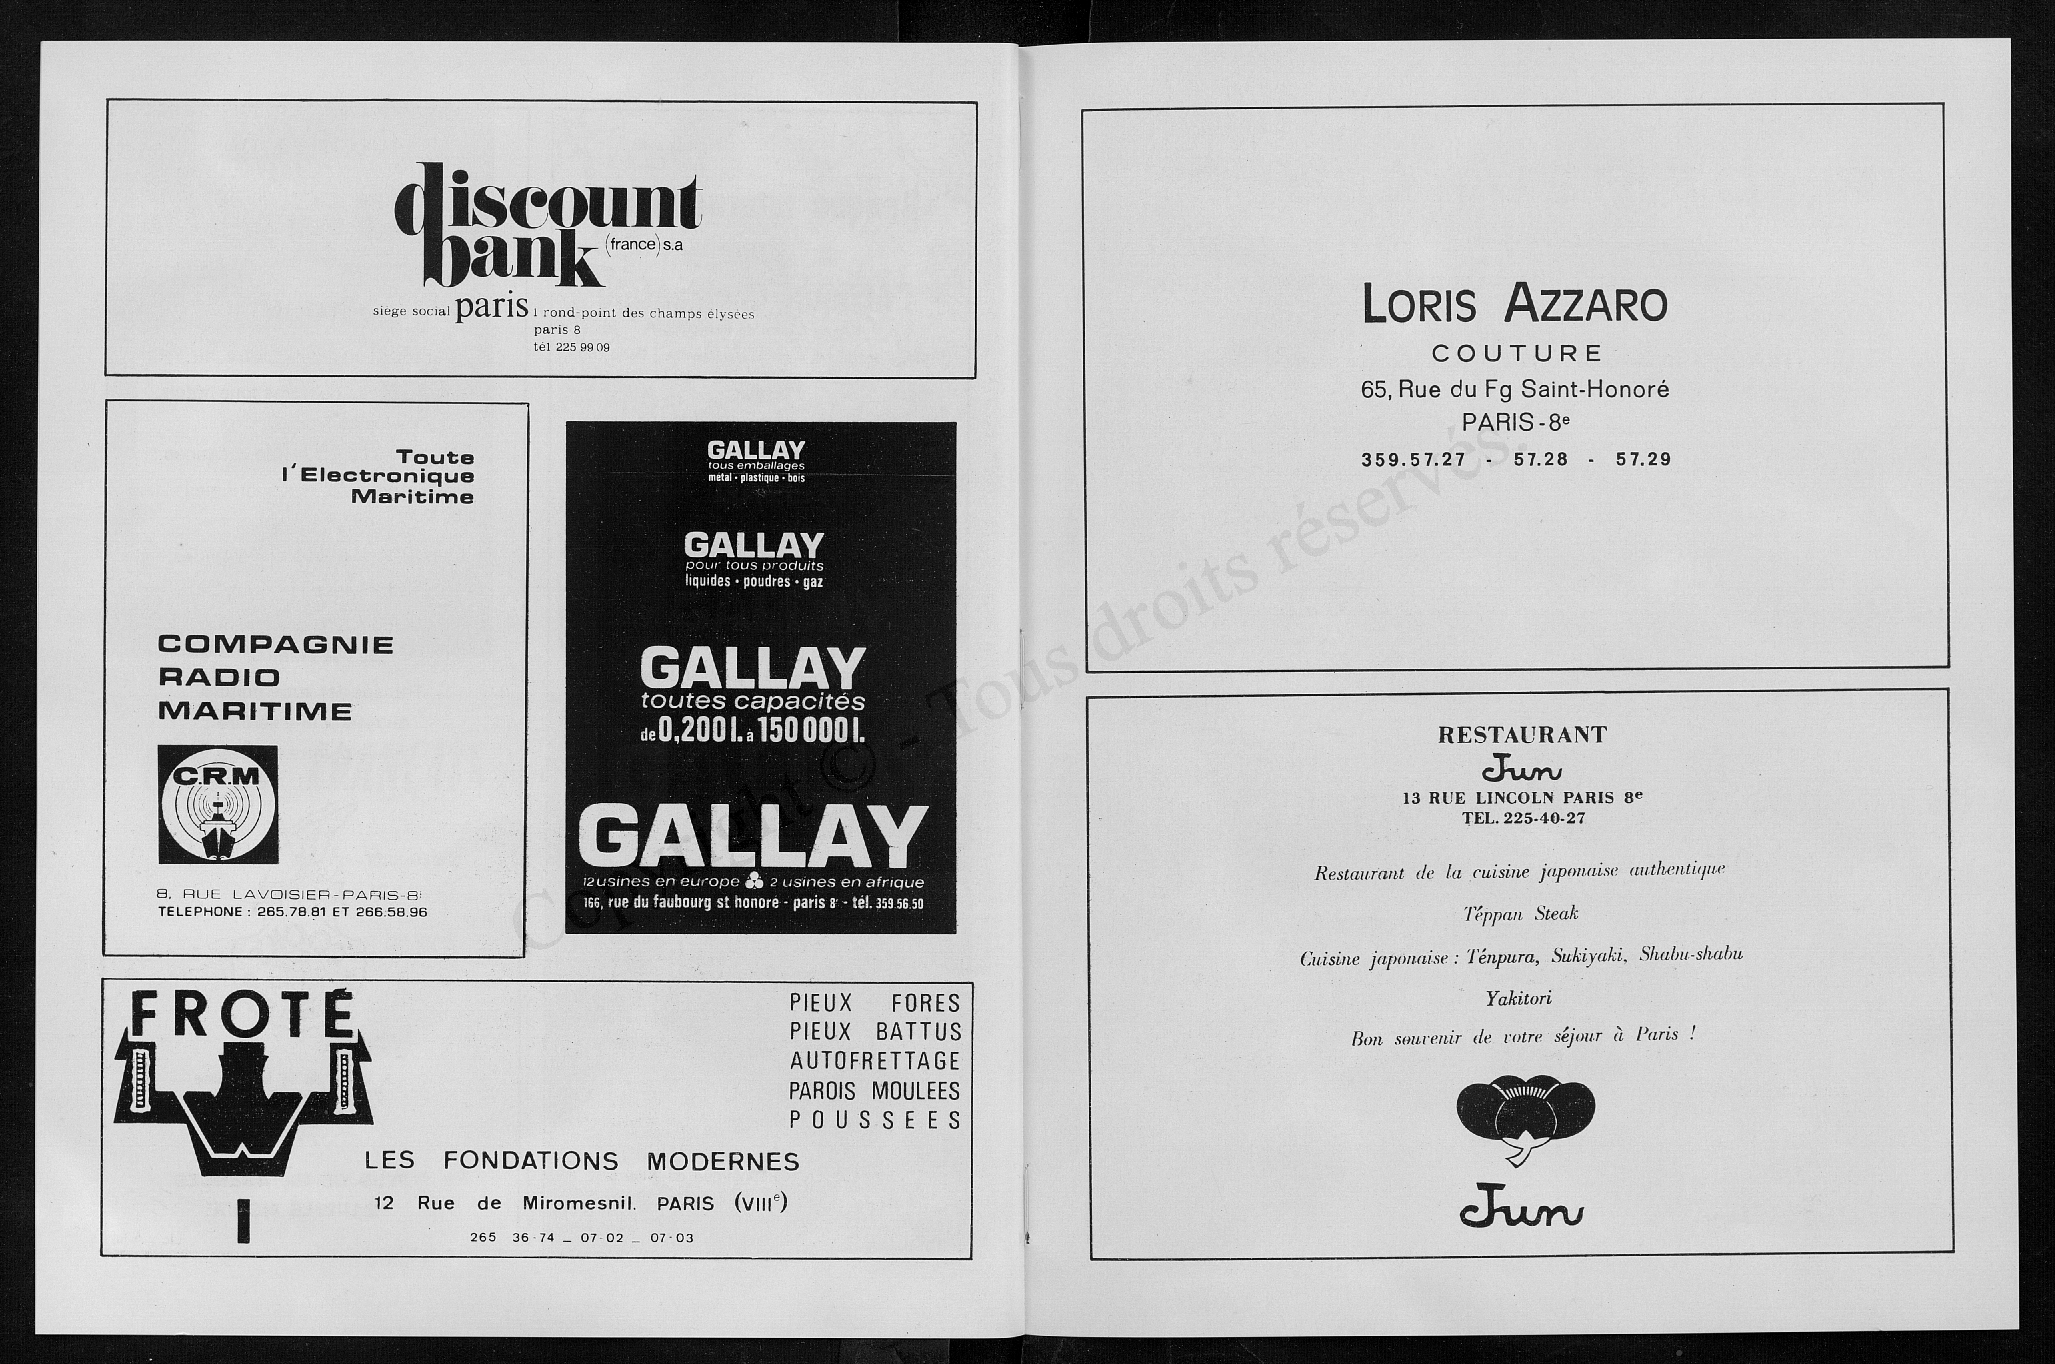 discount
bank (france) s.a
siège social paris 1 rond-point des champs élysées
paris 8
tél 225 99 09
Toute
l'Electronique
Maritime
COMPAGNIE
RADIO
MARITIME
C.R.M
8, RUE LAVOISIER-PARIS-8e
TELEPHONE : 265.78.81 ET 266.58.96
GALLAY
tous emballages
métal • plastique • bois
GALLAY
pour tous produits
liquides • poudres • gaz
GALLAY
toutes capacités
de 0,200 l. à 150 000 l.
GALLAY
12 usines en europe 2 usines en afrique
166, rue du faubourg st honoré - paris 8e - tél. 359.56.50
FROTÉ
PIEUX FORES
PIEUX BATTUS
AUTOFRETTAGE
PAROIS MOULEES
POUSSEES
LES FONDATIONS MODERNES
12 Rue de Miromesnil. PARIS (VIIIe)
265 36-74 _ 07-02 _ 07-03
LORIS AZZARO
COUTURE
65, Rue du Fg Saint-Honoré
PARIS-8e
359.57.27 - 57.28 - 57.29
RESTAURANT
Jun
13 RUE LINCOLN PARIS 8e
TEL. 225-40-27
Restaurant de la cuisine japonaise authentique
Téppan Steak
Cuisine japonaise : Ténpura, Sukiyaki, Shabu-shabu
Yakitori
Bon souvenir de votre séjour à Paris !
Jun
Copyright © - Tous droits réservés.